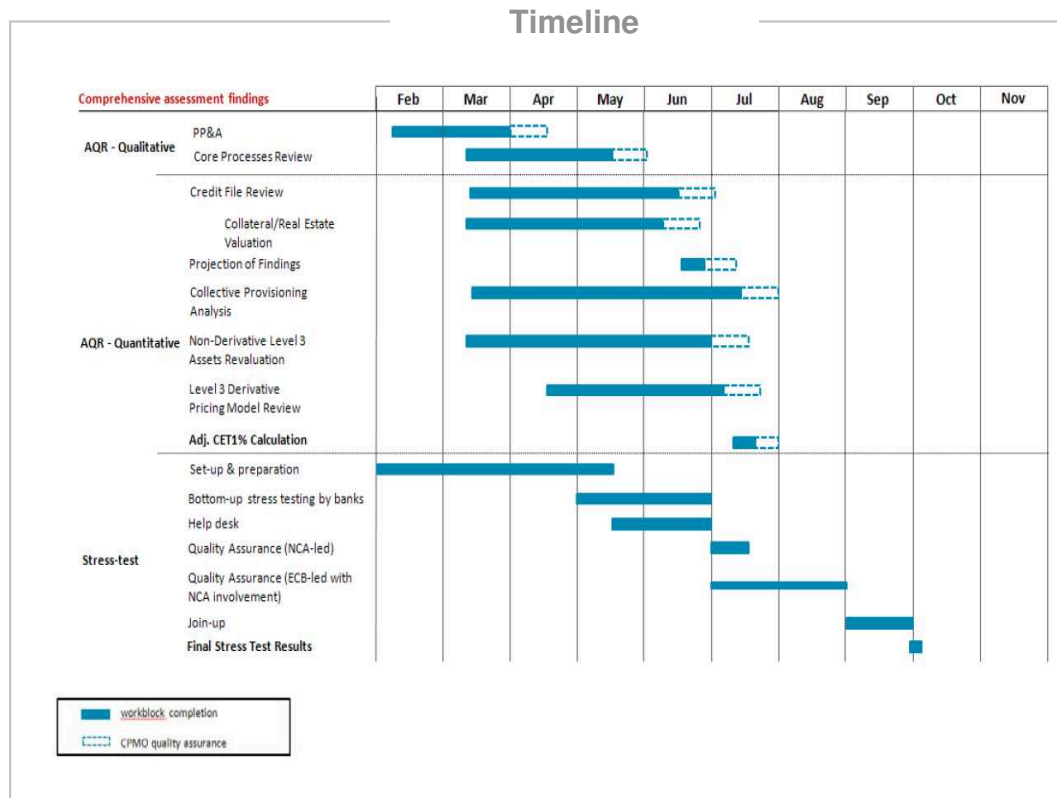 Timeline
Comprehensive assessment findings
Feb Mar Apr May Jun Jul Aug Sep Oct Nov
AQR - Qualitative
PP&A
Core Processes Review
AQR - Quantitative
Credit File Review
Collateral/Real Estate
Valuation
Projection of Findings
Collective Provisioning
Analysis
Non-Derivative Level 3
Assets Revaluation
Level 3 Derivative
Pricing Model Review
Adj. CET1% Calculation
Stress-test
Set-up & preparation
Bottom-up stress testing by banks
Help desk
Quality Assurance (NCA-led)
Quality Assurance (ECB-led with
NCA involvement)
Join-up
Final Stress Test Results
workblock completion
CPMO quality assurance